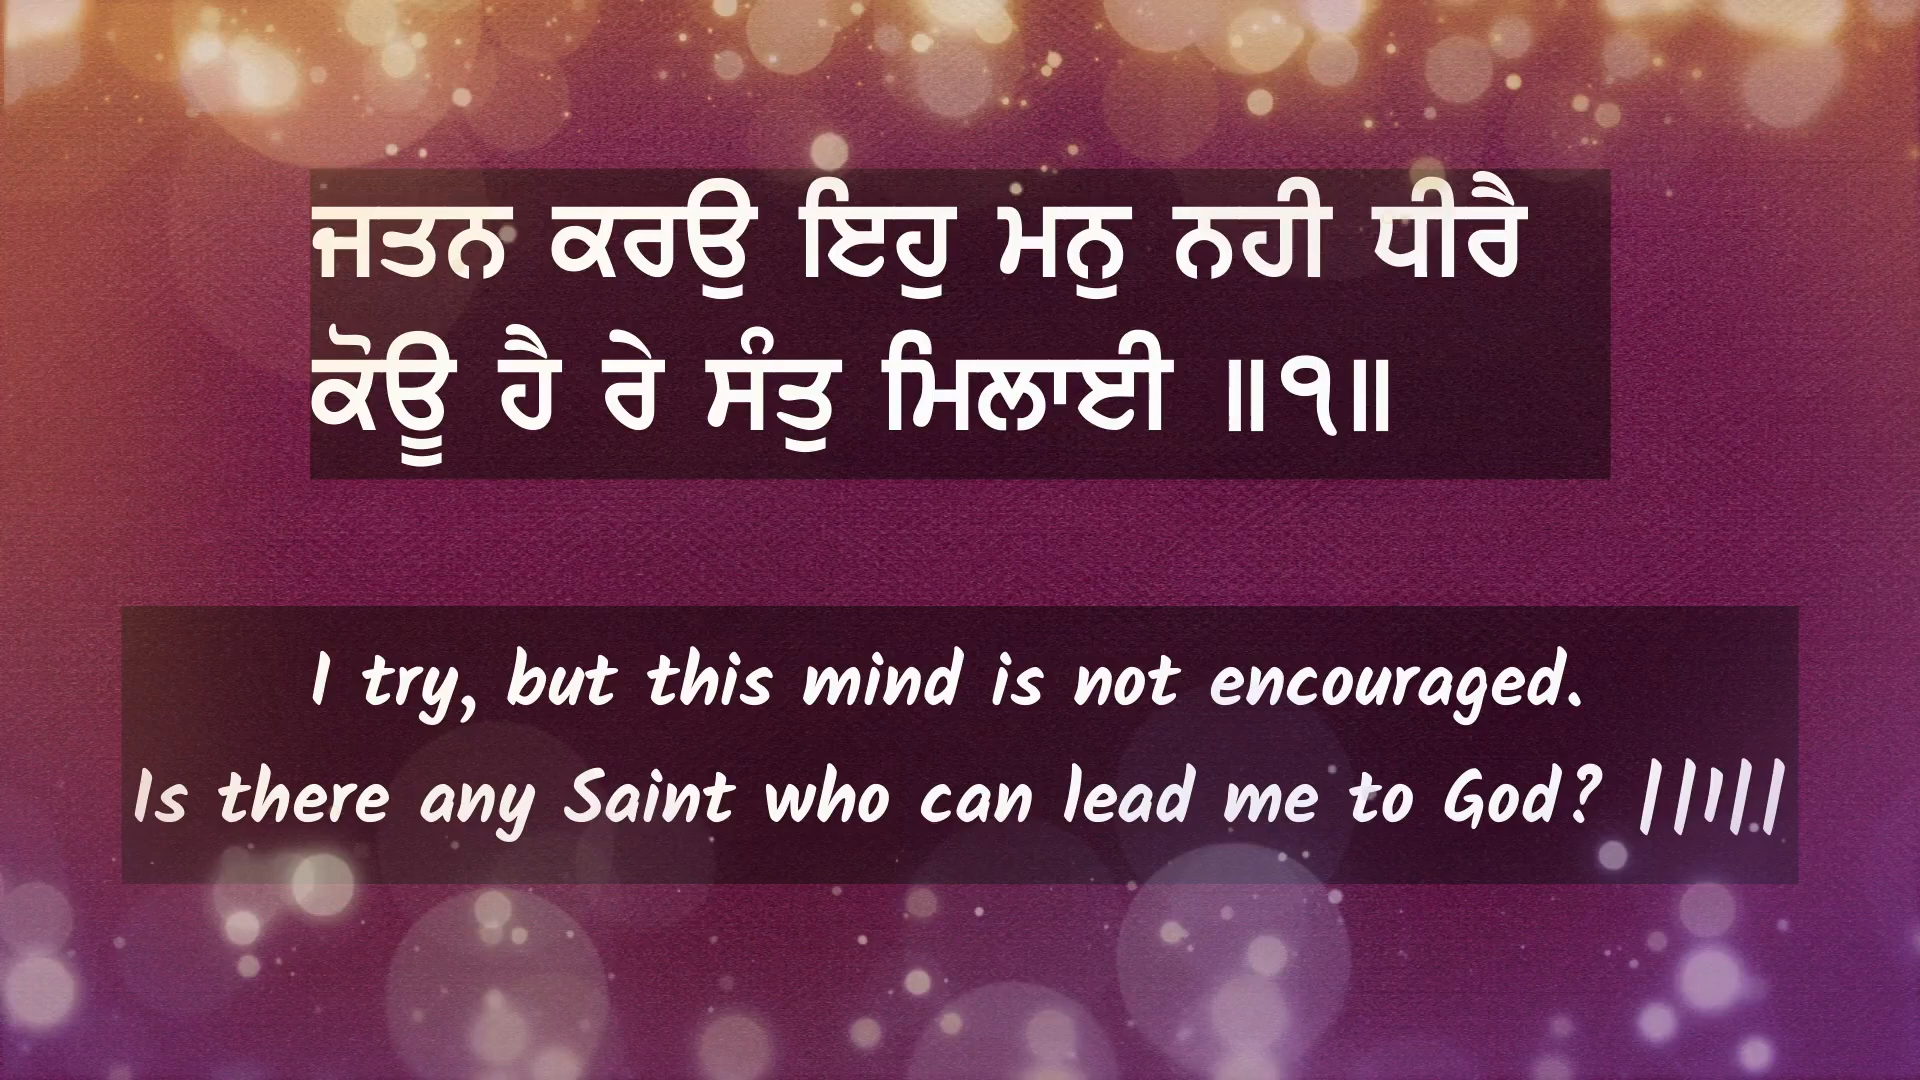 ਜਤਨ ਕਰਉ ਇਹੁ ਮਨੁ ਨਹੀ ਧੀਰੈ
ਕੋਊ ਹੈ ਰੇ ਸੰਤੁ ਮਿਲਾਈ ॥੧॥
I try, but this mind is not encouraged.
Is there any Saint who can lead me to God? ||1||